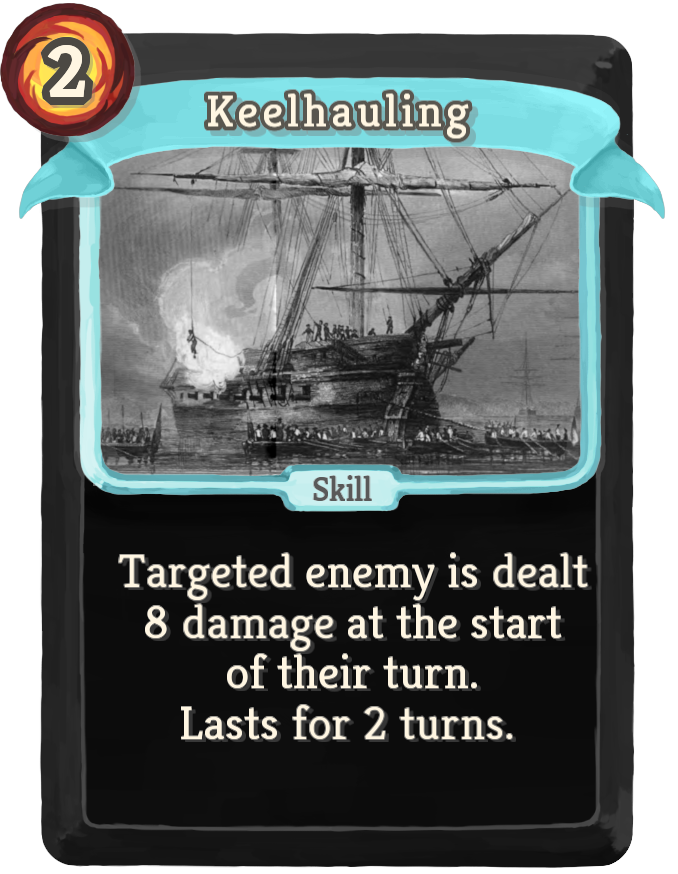 2
Keelhauling
Skill
Targeted enemy is dealt
8 damage at the start
of their turn.
Lasts for 2 turns.